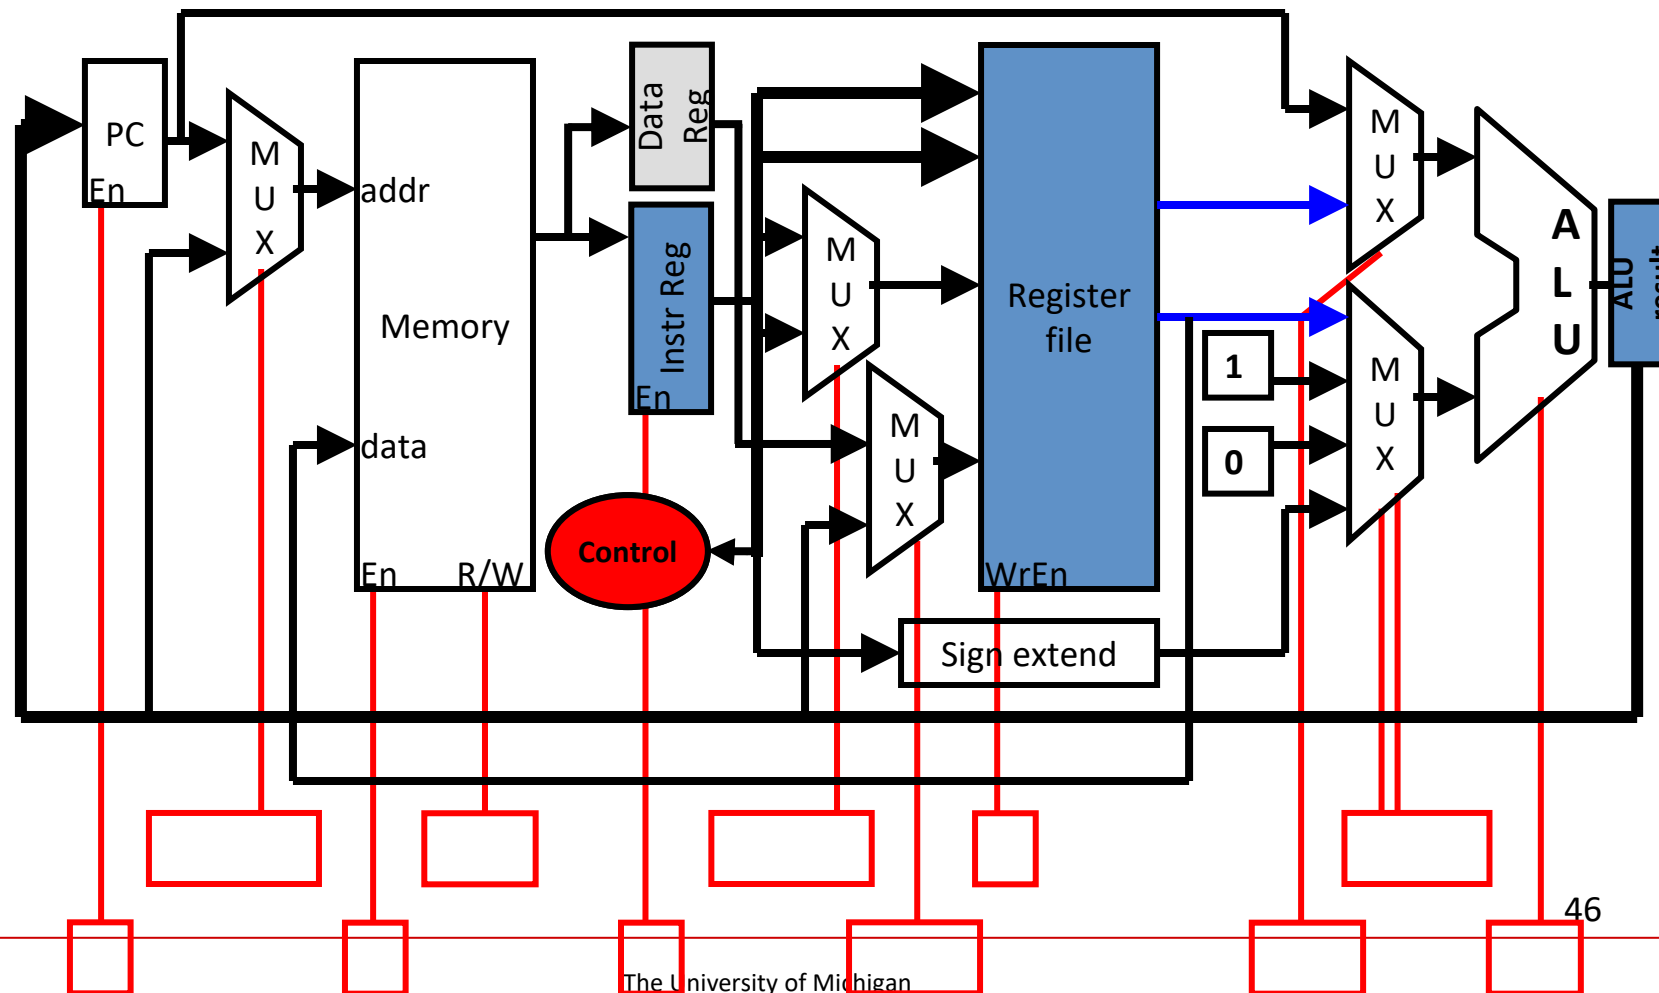 PC
En
M
U
X
addr
Memory
data
En
R/W
Data
Reg
Instr Reg
En
Control
M
U
X
M
U
X
Register
file
WrEn
Sign extend
1
0
M
U
X
M
U
X
A
L
U
ALU
result
46
The University of Michigan